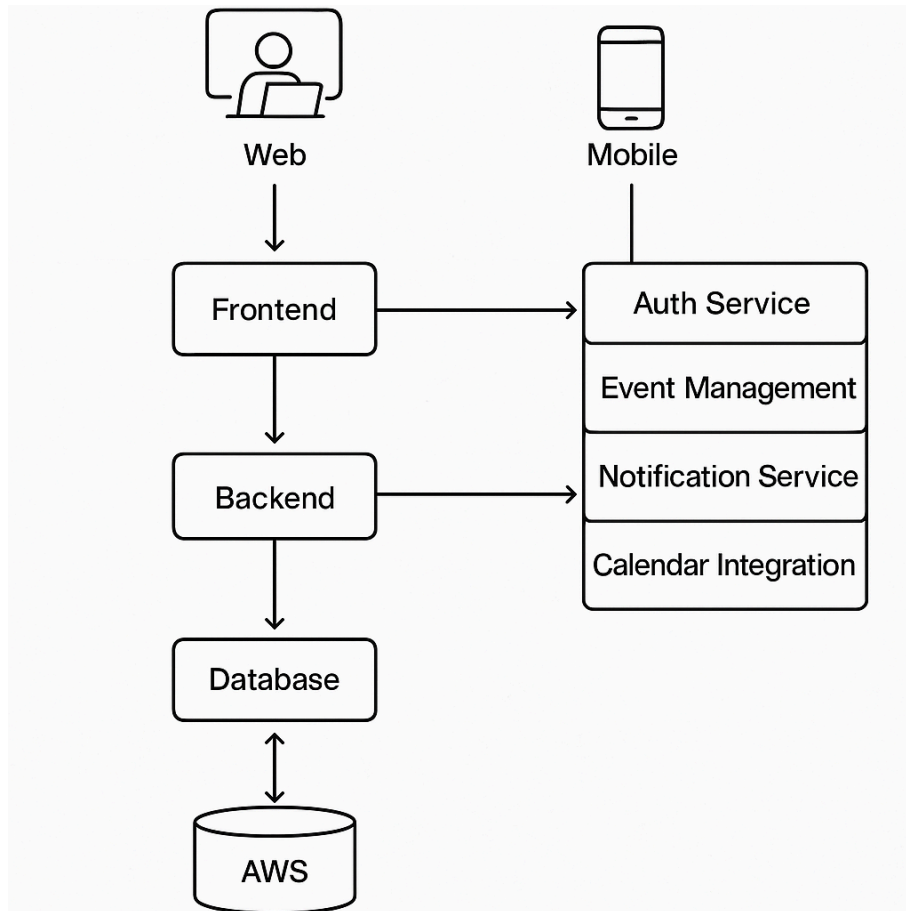 Web
Mobile
Frontend
Auth Service
Event Management
Backend
Notification Service
Calendar Integration
Database
AWS